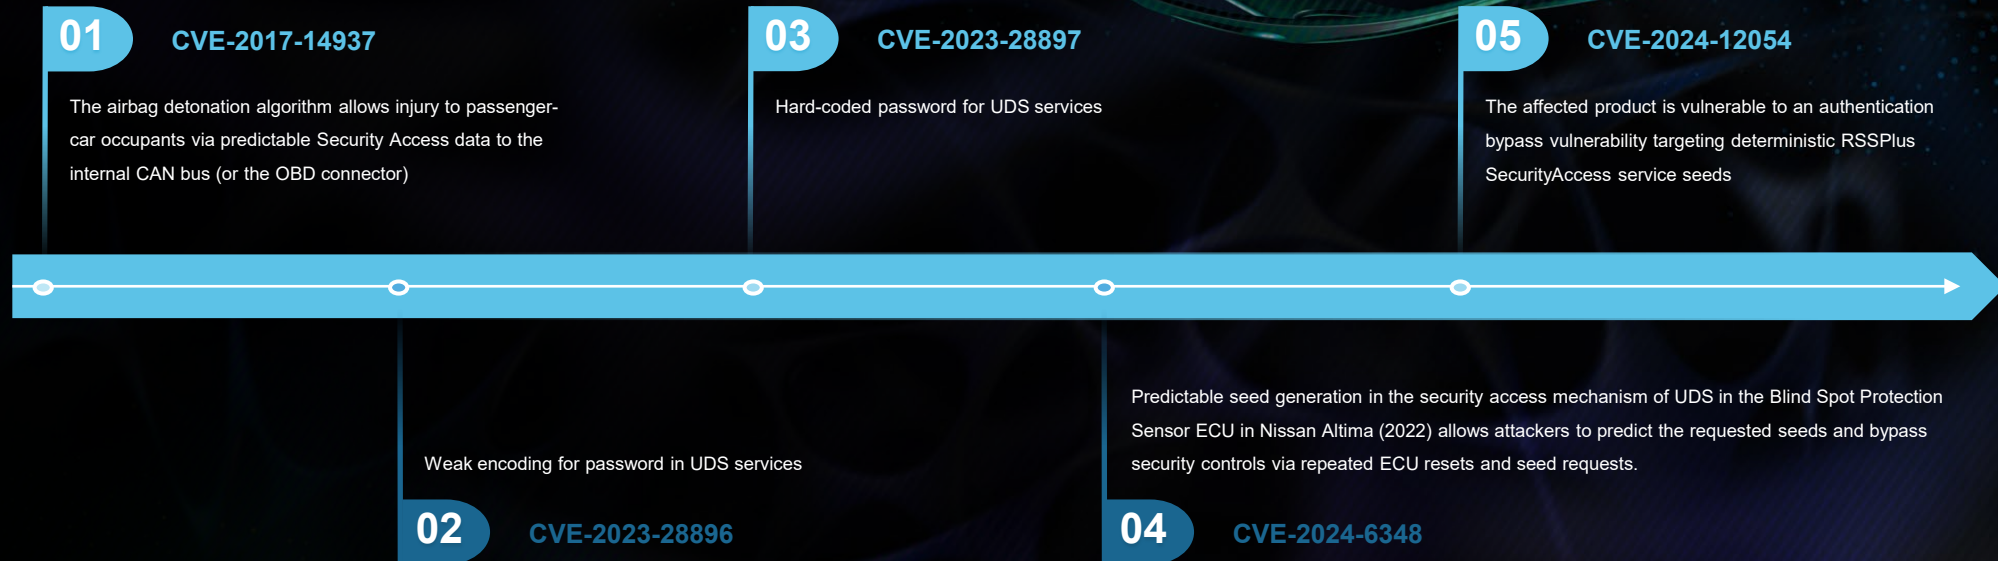 01
CVE-2017-14937
The airbag detonation algorithm allows injury to passenger-
car occupants via predictable Security Access data to the
internal CAN bus (or the OBD connector)
02
CVE-2023-28896
Weak encoding for password in UDS services
03
CVE-2023-28897
Hard-coded password for UDS services
04
CVE-2024-6348
Predictable seed generation in the security access mechanism of UDS in the Blind Spot Protection
Sensor ECU in Nissan Altima (2022) allows attackers to predict the requested seeds and bypass
security controls via repeated ECU resets and seed requests.
05
CVE-2024-12054
The affected product is vulnerable to an authentication
bypass vulnerability targeting deterministic RSSPlus
SecurityAccess service seeds